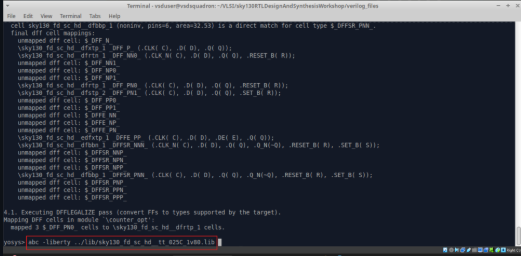 Terminal - vsduser@vsdsquadron: ~/VLSI/sky130RTLDesignAndSynthesisWorkshop/verilog_files
File Edit View Terminal Tabs Help
cell sky130_fd_sc_hd__dfbbp_1 (noninv, pins=6, area=32.53) is a direct match for cell type $_DFFSR_PNN_.
final dff cell mappings:
unmapped dff cell: $_DFF_N_
\sky130_fd_sc_hd__dfxtp_1 _DFF_P_ (.CLK( C), .D( D), .Q( Q));
\sky130_fd_sc_hd__dfrtn_1 _DFF_NN0_ (.CLK_N( C), .D( D), .Q( Q), .RESET_B( R));
unmapped dff cell: $_DFF_NN1_
unmapped dff cell: $_DFF_NP0_
unmapped dff cell: $_DFF_NP1_
\sky130_fd_sc_hd__dfrtp_1 _DFF_PN0_ (.CLK( C), .D( D), .Q( Q), .RESET_B( R));
\sky130_fd_sc_hd__dfstp_2 _DFF_PN1_ (.CLK( C), .D( D), .Q( Q), .SET_B( R));
unmapped dff cell: $_DFF_PP0_
unmapped dff cell: $_DFF_PP1_
unmapped dff cell: $_DFFE_NN_
unmapped dff cell: $_DFFE_NP_
unmapped dff cell: $_DFFE_PN_
\sky130_fd_sc_hd__edfxtp_1 _DFFE_PP_ (.CLK( C), .D( D), .DE( E), .Q( Q));
\sky130_fd_sc_hd__dfbbn_1 _DFFSR_NNN_ (.CLK_N( C), .D( D), .Q( Q), .Q_N(~Q), .RESET_B( R), .SET_B( S));
unmapped dff cell: $_DFFSR_NNP_
unmapped dff cell: $_DFFSR_NPN_
unmapped dff cell: $_DFFSR_NPP_
\sky130_fd_sc_hd__dfbbp_1 _DFFSR_PNN_ (.CLK( C), .D( D), .Q( Q), .Q_N(~Q), .RESET_B( R), .SET_B( S));
unmapped dff cell: $_DFFSR_PNP_
unmapped dff cell: $_DFFSR_PPN_
unmapped dff cell: $_DFFSR_PPP_
4.1. Executing DFFLEGALIZE pass (convert FFs to types supported by the target).
Mapping DFF cells in module `\counter_opt':
mapped 3 $_DFF_PN0_ cells to \sky130_fd_sc_hd__dfrtp_1 cells.
yosys> abc -liberty ../lib/sky130_fd_sc_hd__tt_025C_1v80.lib